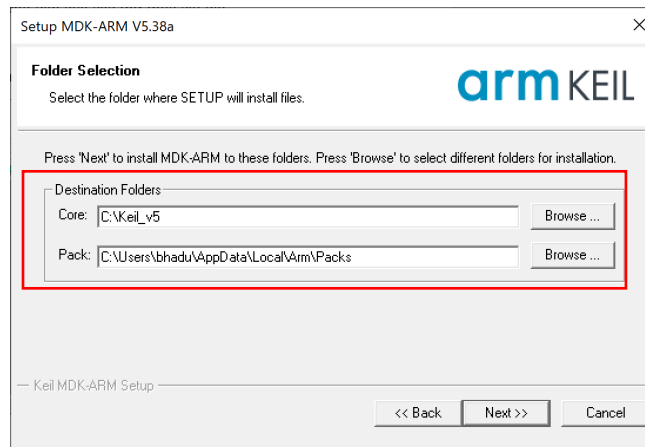 Setup MDK-ARM V5.38a
Folder Selection
Select the folder where SETUP will install files.
arm KEIL
Press 'Next' to install MDK-ARM to these folders. Press 'Browse' to select different folders for installation.
Destination Folders
Core: C:\Keil_v5 Browse ...
Pack: C:\Users\bhadu\AppData\Local\Arm\Packs Browse ...
Keil MDK-ARM Setup
<< Back Next >> Cancel